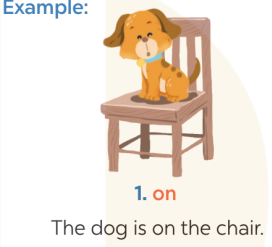 Example:
1. on
The dog is on the chair.